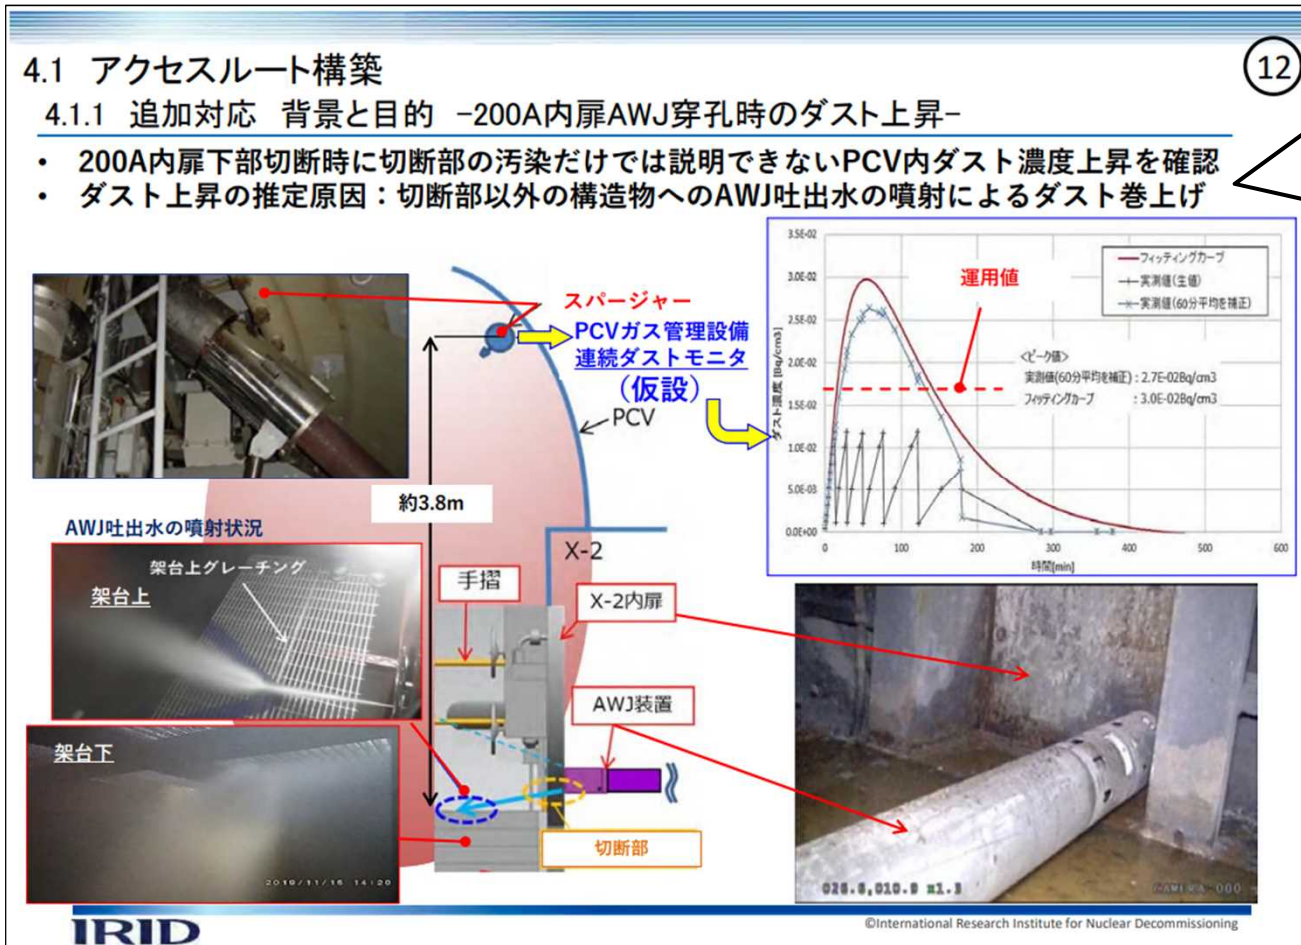 4.1 アクセスルート構築
12
4.1.1 追加対応 背景と目的 -200A内扉AWJ穿孔時のダスト上昇-
• 200A内扉下部切断時に切断部の汚染だけでは説明できないPCV内ダスト濃度上昇を確認
• ダスト上昇の推定原因：切断部以外の構造物へのAWJ吐出水の噴射によるダスト巻上げ
スパージャー
PCVガス管理設備
連続ダストモニタ
(仮設)
PCV
約3.8m
X-2
手摺
X-2内扉
AWJ装置
切断部
AWJ吐出水の噴射状況
架台上グレーチング
架台上
架台下
2019/11/15 14:20
ダスト濃度 [Bq/cm3]
3.5E-02
3.0E-02
2.5E-02
2.0E-02
1.5E-02
1.0E-02
5.0E-03
0.0E+00
0 100 200 300 400 500 600
時間[min]
運用値
フィッティングカーブ
実測値(生値)
実測値(60分平均を補正)
<ピーク値>
実測値(60分平均を補正) : 2.7E-02Bq/cm3
フィッティングカーブ : 3.0E-02Bq/cm3
026.6,010.9 x1.3
CAMERA 000
IRID
©International Research Institute for Nuclear Decommissioning